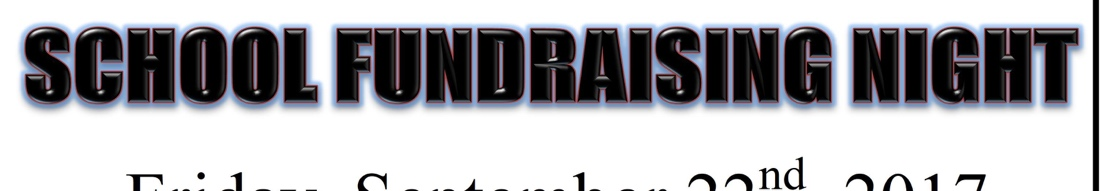 SCHOOL FUNDRAISING NIGHT
Friday, September 22nd, 2017